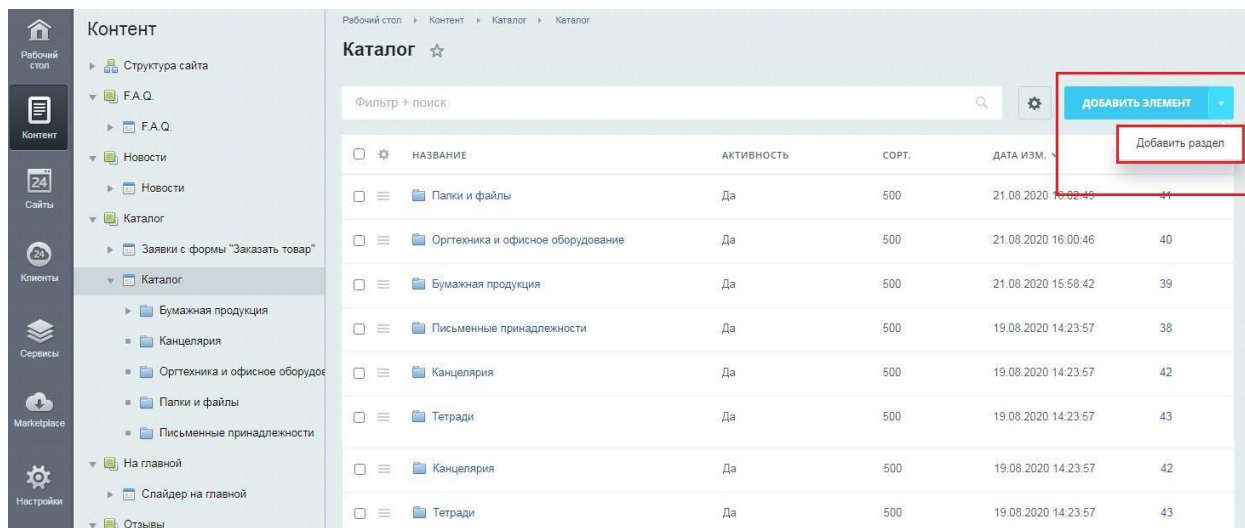 Рабочий
стол
Контент
24
Сайты
24
Клиенты
Сервисы
Marketplace
Настройки
Контент
Структура сайта
F.A.Q.
F.A.Q.
Новости
Новости
Каталог
Заявки с формы "Заказать товар"
Каталог
Бумажная продукция
Канцелярия
Оргтехника и офисное оборудов
Папки и файлы
Письменные принадлежности
На главной
Слайдер на главной
Отзывы
Рабочий стол Контент Каталог Каталог
Каталог
Фильтр + поиск
ДОБАВИТЬ ЭЛЕМЕНТ
Добавить раздел
НАЗВАНИЕ АКТИВНОСТЬ СОРТ. ДАТА ИЗМ.
Папки и файлы Да 500 21.08.2020 16:02:49 41
Оргтехника и офисное оборудование Да 500 21.08.2020 16:00:46 40
Бумажная продукция Да 500 21.08.2020 15:58:42 39
Письменные принадлежности Да 500 19.08.2020 14:23:57 38
Канцелярия Да 500 19.08.2020 14:23:57 42
Тетради Да 500 19.08.2020 14:23:57 43
Канцелярия Да 500 19.08.2020 14:23:57 42
Тетради Да 500 19.08.2020 14:23:57 43